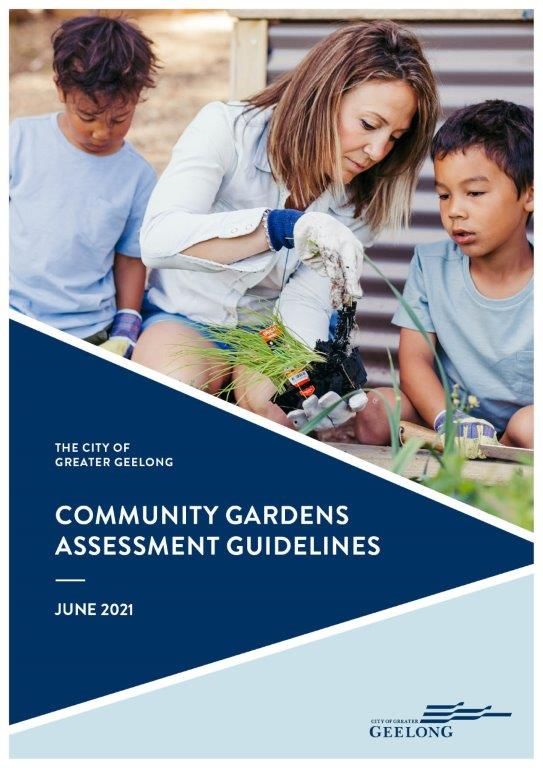 THE CITY OF
GREATER GEELONG
COMMUNITY GARDENS
ASSESSMENT GUIDELINES
JUNE 2021
CITY OF GREATER
GEELONG